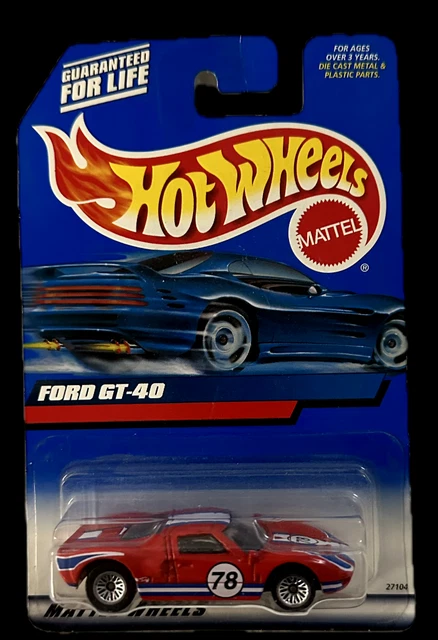 GUARANTEED
FOR LIFE
FOR AGES
OVER 3 YEARS.
DIE CAST METAL &
PLASTIC PARTS.
HOT WHEELS
MATTEL
®
FORD GT-40
78
27104
WHEELS